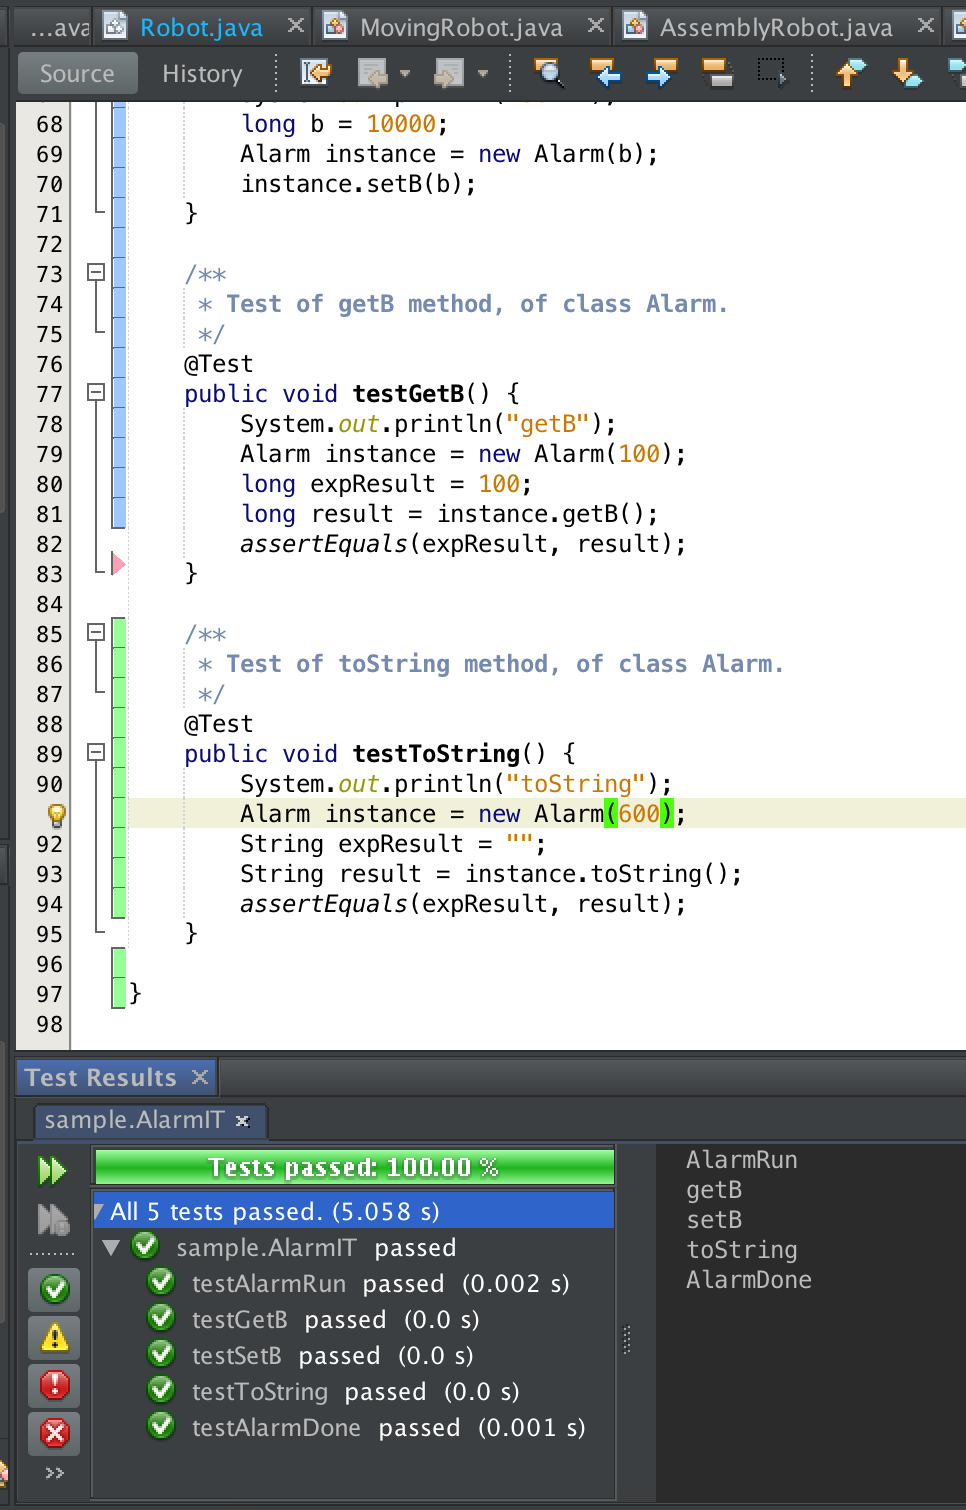 ...ava Robot.java MovingRobot.java AssemblyRobot.java
Source History
68 long b = 10000;
69 Alarm instance = new Alarm(b);
70 instance.setB(b);
71 }
72
73 /**
74 * Test of getB method, of class Alarm.
75 */
76 @Test
77 public void testGetB() {
78 System.out.println("getB");
79 Alarm instance = new Alarm(100);
80 long expResult = 100;
81 long result = instance.getB();
82 assertEquals(expResult, result);
83 }
84
85 /**
86 * Test of toString method, of class Alarm.
87 */
88 @Test
89 public void testToString() {
90 System.out.println("toString");
Alarm instance = new Alarm(600);
92 String expResult = "";
93 String result = instance.toString();
94 assertEquals(expResult, result);
95 }
96
97 }
98
Test Results
sample.AlarmIT
Tests passed: 100.00 %
All 5 tests passed. (5.058 s)
sample.AlarmIT passed
testAlarmRun passed (0.002 s)
testGetB passed (0.0 s)
testSetB passed (0.0 s)
testToString passed (0.0 s)
testAlarmDone passed (0.001 s)
AlarmRun
getB
setB
toString
AlarmDone